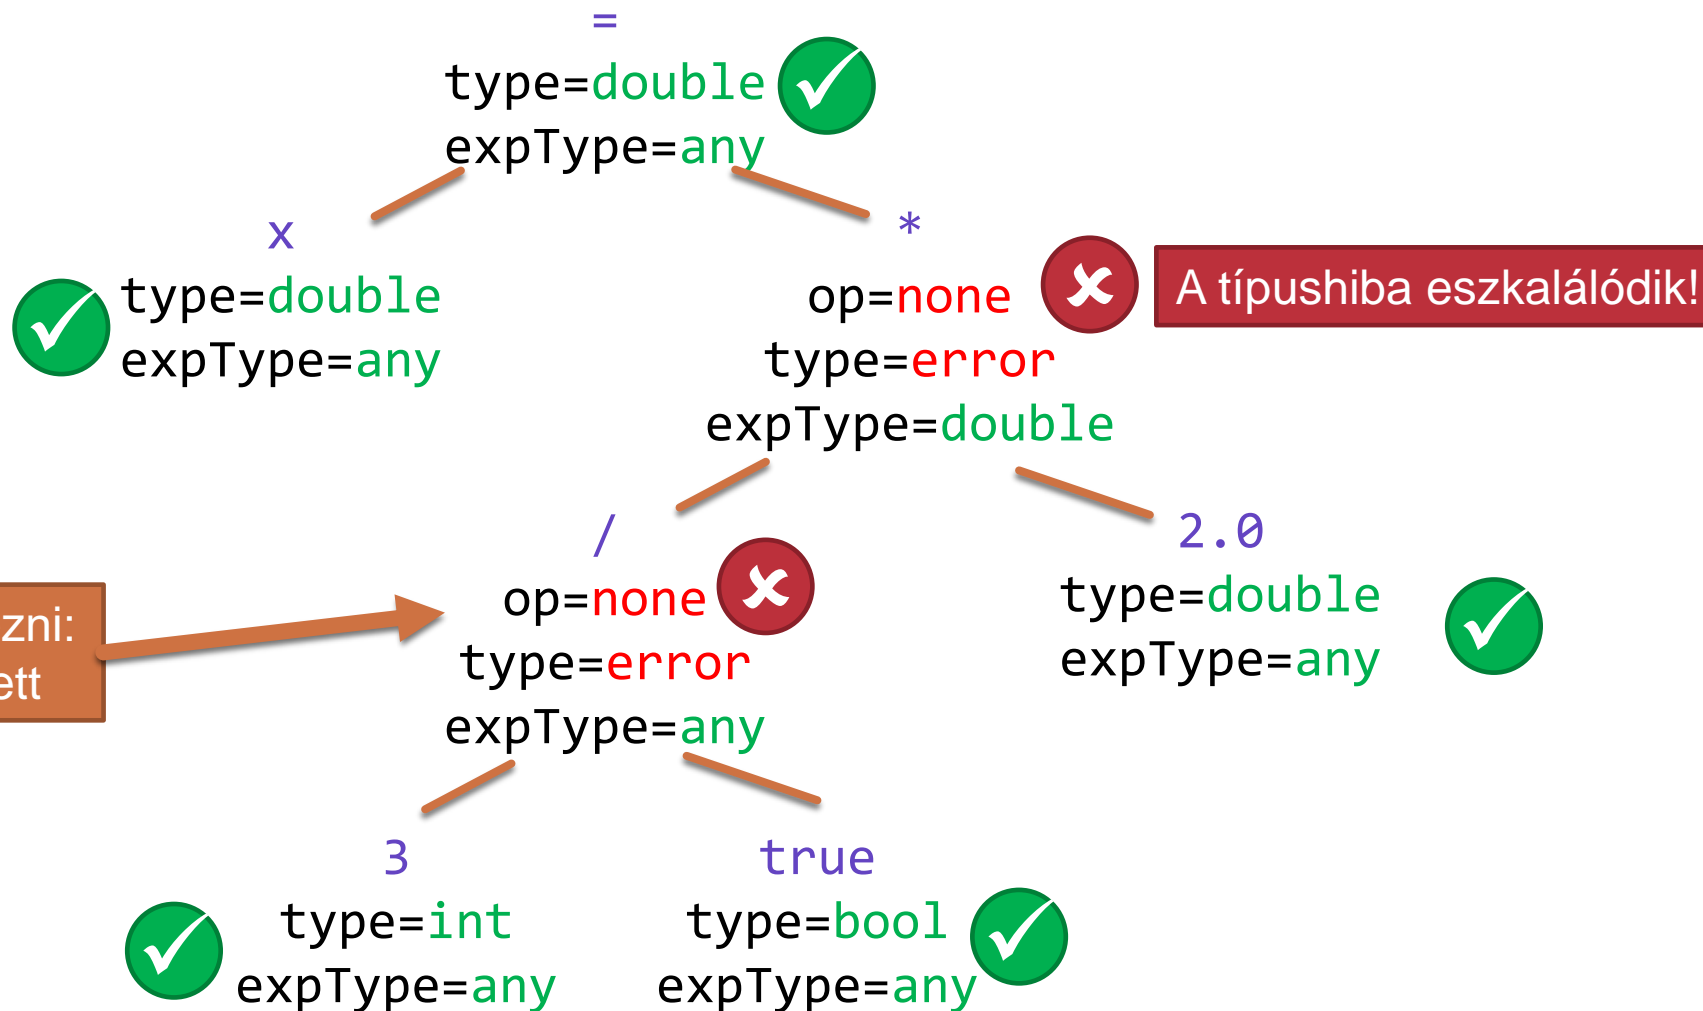 =
type=double
expType=any
x
type=double
expType=any
*
op=none
type=error
expType=double
A típushiba eszkalálódik!
/
op=none
type=error
expType=any
2.0
type=double
expType=any
3
type=int
expType=any
true
type=bool
expType=any